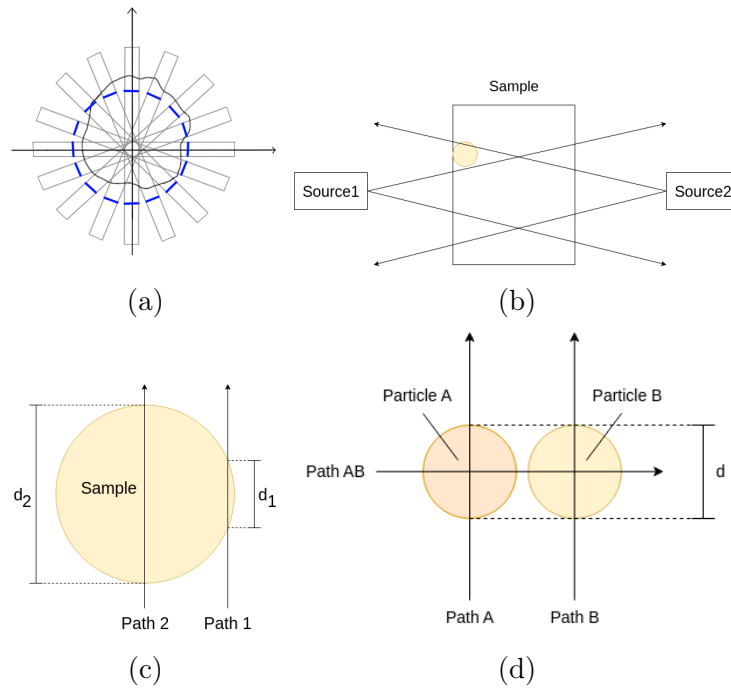 Sample
Source1
Source2
(a)
(b)
Particle A
Particle B
Path AB
d
Path A
Path B
Sample
d2
d1
Path 2
Path 1
(c)
(d)